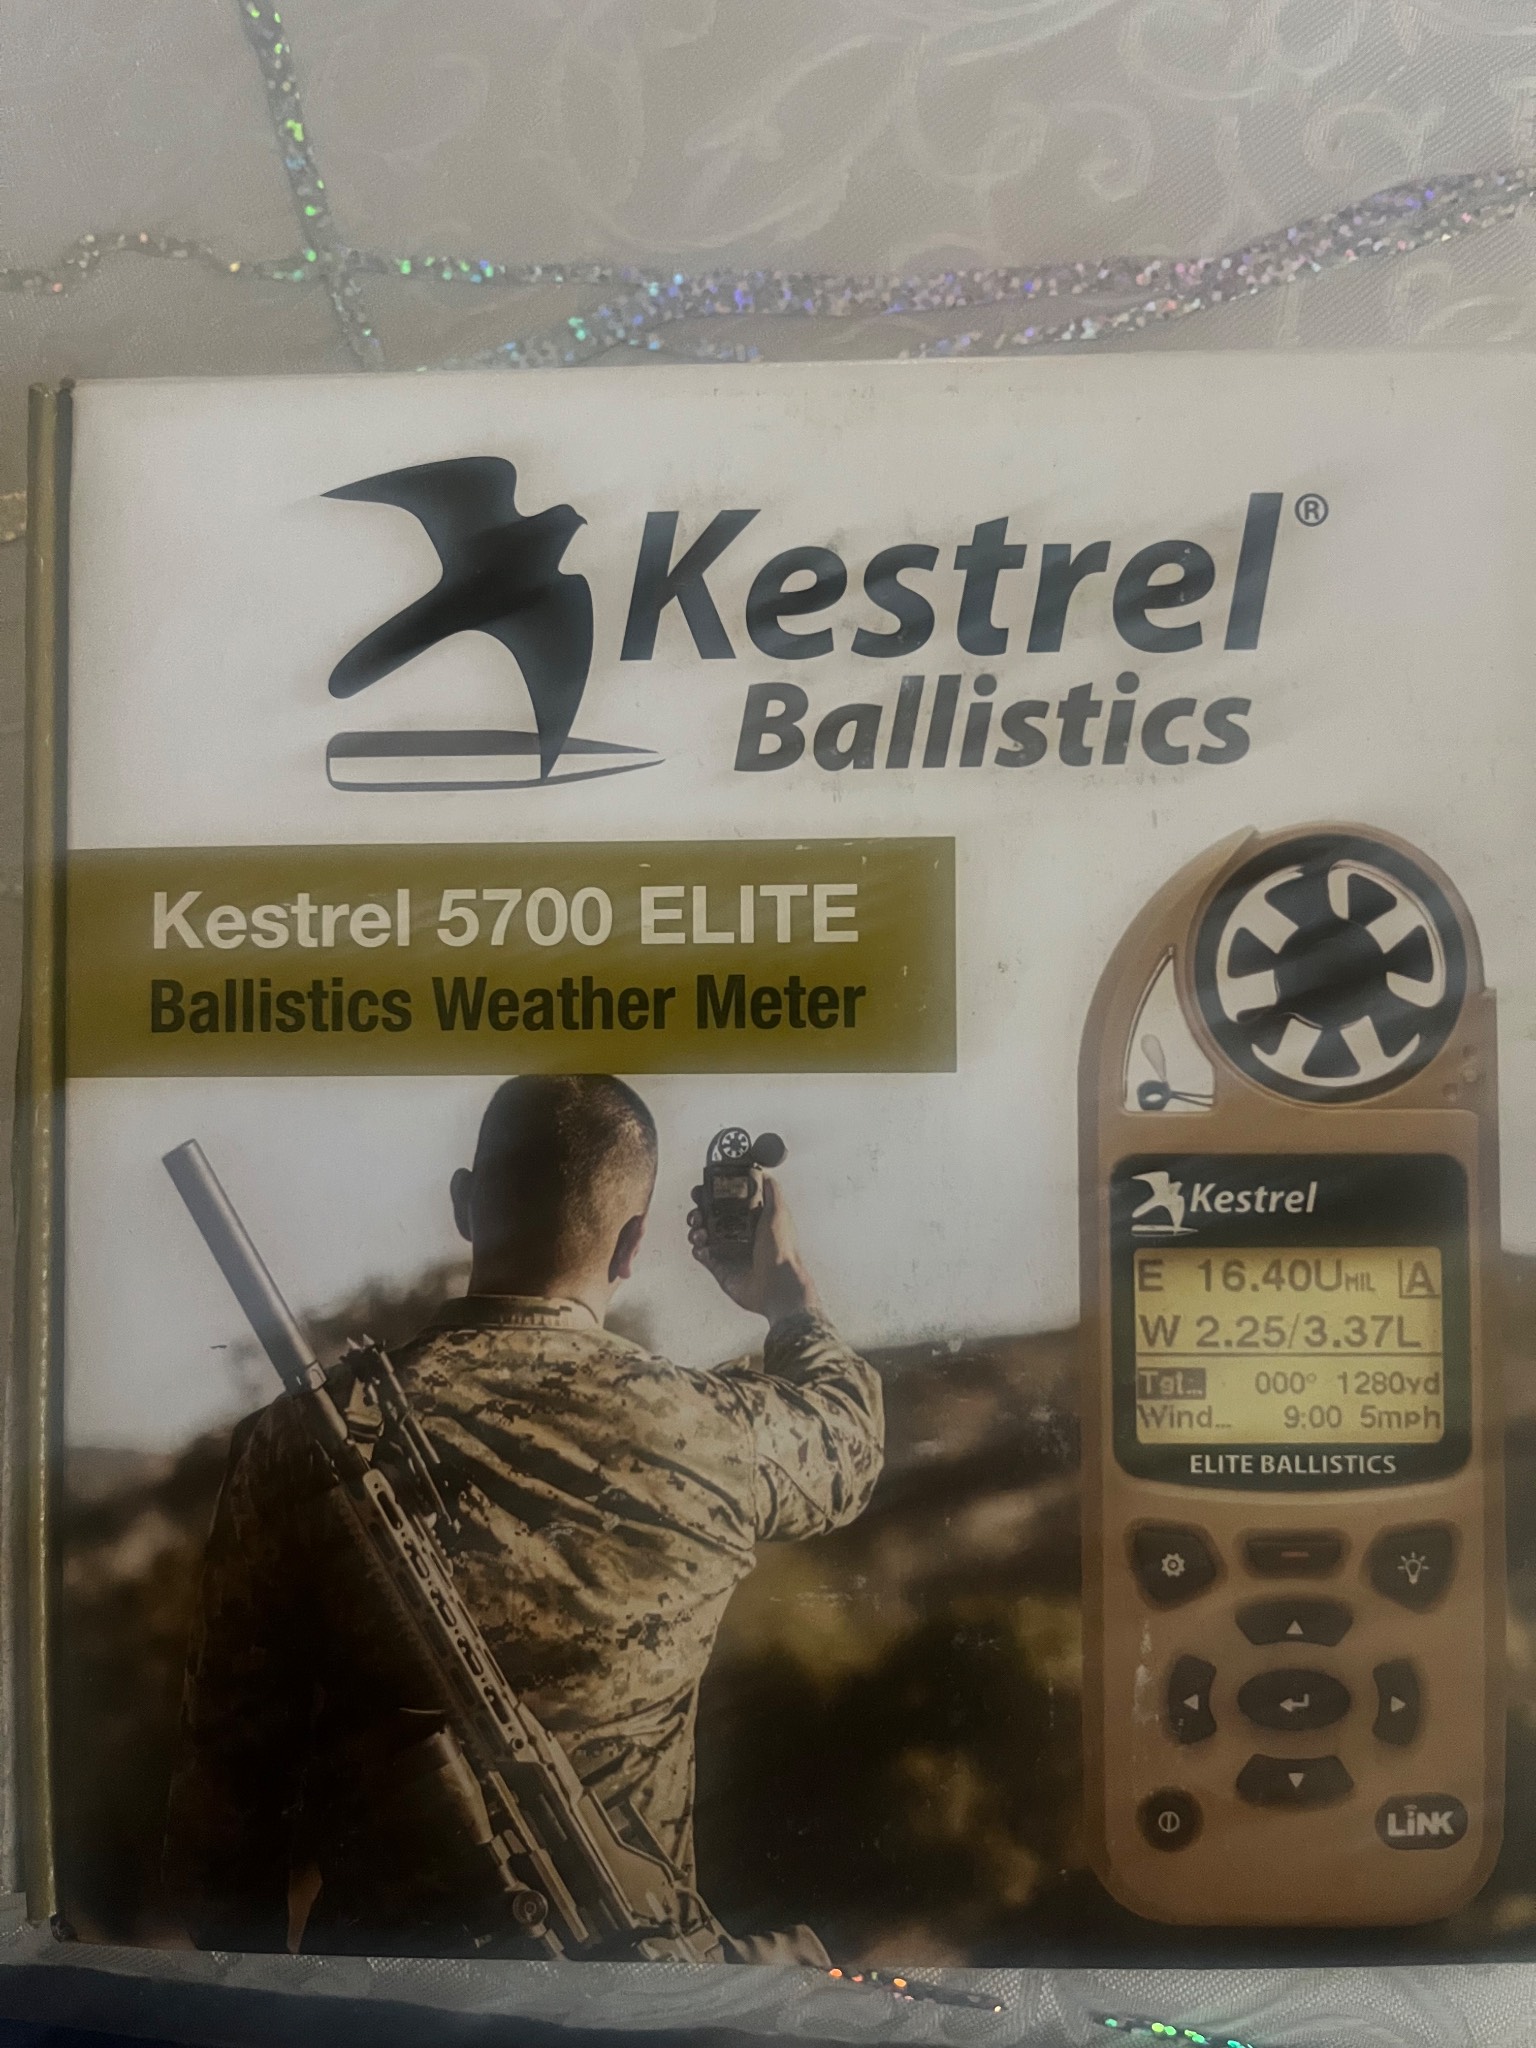 Kestrel®
Ballistics
Kestrel 5700 ELITE
Ballistics Weather Meter
Kestrel
E 16.40UMIL A
W 2.25/3.37L
Tgt... 000° 1280yd
Wind... 9:00 5mph
ELITE BALLISTICS
LiNK